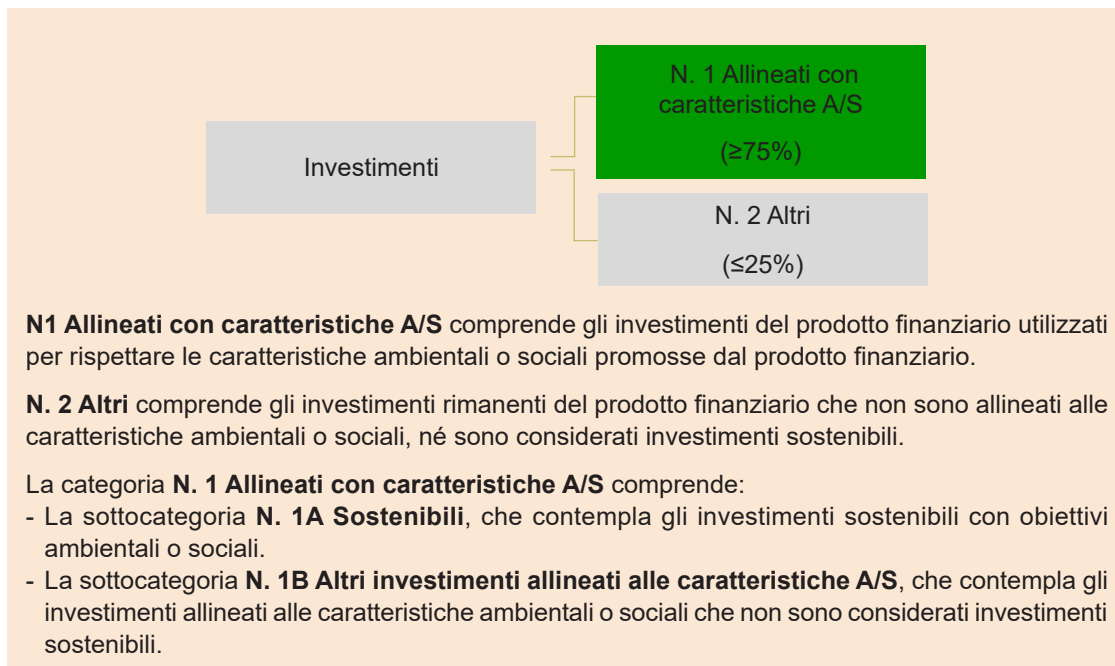 N. 1 Allineati con
caratteristiche A/S
(≥75%)
Investimenti
N. 2 Altri
(≤25%)
N1 Allineati con caratteristiche A/S comprende gli investimenti del prodotto finanziario utilizzati
per rispettare le caratteristiche ambientali o sociali promosse dal prodotto finanziario.
N. 2 Altri comprende gli investimenti rimanenti del prodotto finanziario che non sono allineati alle
caratteristiche ambientali o sociali, né sono considerati investimenti sostenibili.
La categoria N. 1 Allineati con caratteristiche A/S comprende:
- La sottocategoria N. 1A Sostenibili, che contempla gli investimenti sostenibili con obiettivi
ambientali o sociali.
- La sottocategoria N. 1B Altri investimenti allineati alle caratteristiche A/S, che contempla gli
investimenti allineati alle caratteristiche ambientali o sociali che non sono considerati investimenti
sostenibili.